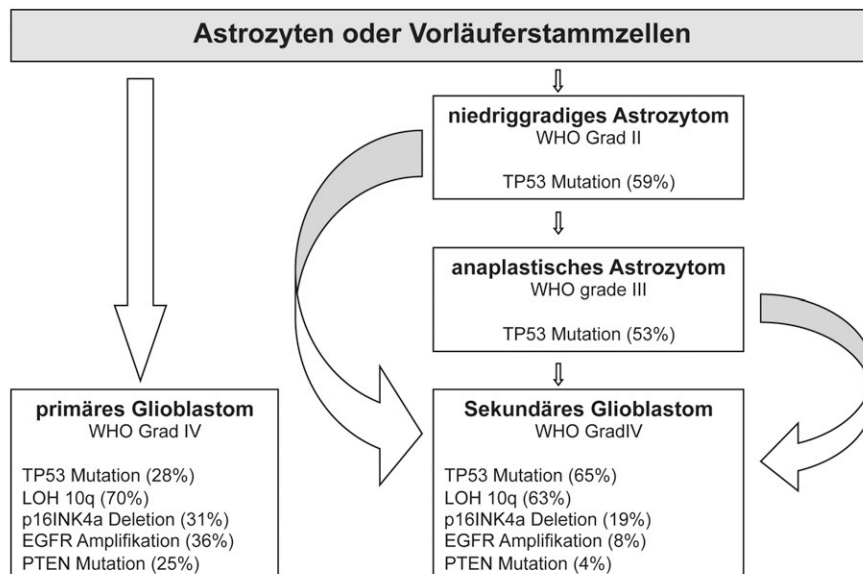 Astrozyten oder Vorläuferstammzellen
niedriggradiges Astrozytom
WHO Grad II
TP53 Mutation (59%)
anaplastisches Astrozytom
WHO grade III
TP53 Mutation (53%)
primäres Glioblastom
WHO Grad IV
TP53 Mutation (28%)
LOH 10q (70%)
p16INK4a Deletion (31%)
EGFR Amplifikation (36%)
PTEN Mutation (25%)
Sekundäres Glioblastom
WHO GradIV
TP53 Mutation (65%)
LOH 10q (63%)
p16INK4a Deletion (19%)
EGFR Amplifikation (8%)
PTEN Mutation (4%)